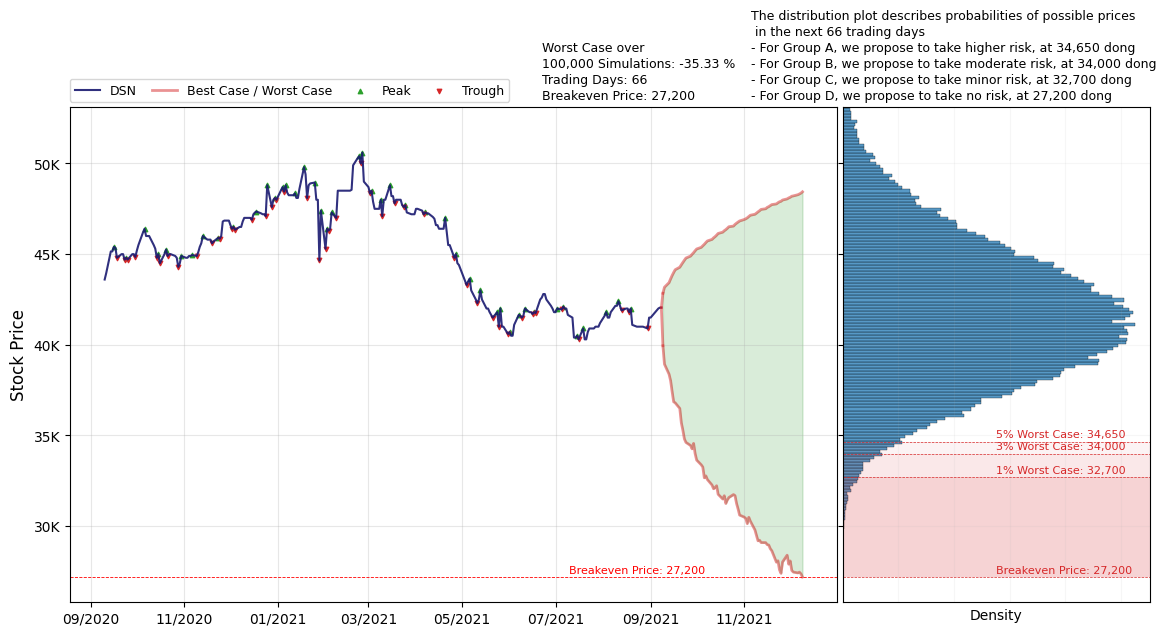 The distribution plot describes probabilities of possible prices
in the next 66 trading days
- For Group A, we propose to take higher risk, at 34,650 dong
- For Group B, we propose to take moderate risk, at 34,000 dong
- For Group C, we propose to take minor risk, at 32,700 dong
- For Group D, we propose to take no risk, at 27,200 dong
Worst Case over
100,000 Simulations: -35.33 %
Trading Days: 66
Breakeven Price: 27,200
DSN Best Case / Worst Case Peak Trough
Stock Price
50K
45K
40K
35K
30K
Breakeven Price: 27,200
09/2020 11/2020 01/2021 03/2021 05/2021 07/2021 09/2021 11/2021
5% Worst Case: 34,650
3% Worst Case: 34,000
1% Worst Case: 32,700
Breakeven Price: 27,200
Density